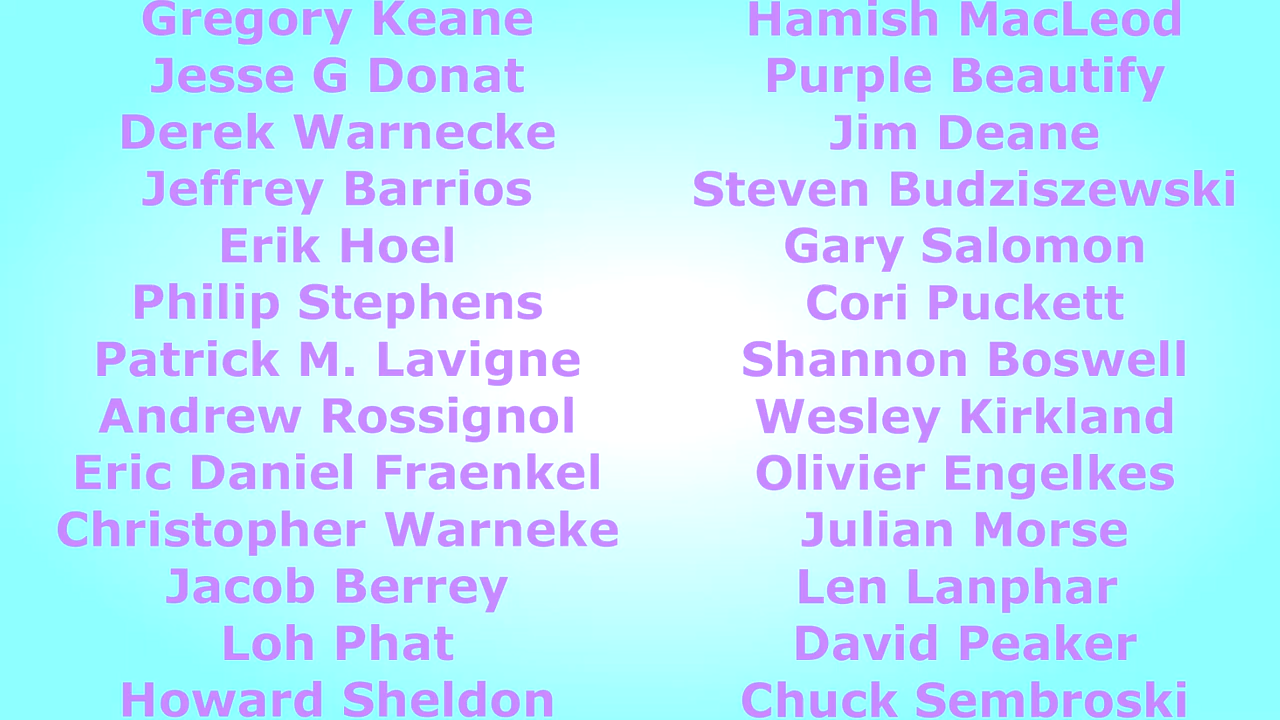 Gregory Keane
Jesse G Donat
Derek Warnecke
Jeffrey Barrios
Erik Hoel
Philip Stephens
Patrick M. Lavigne
Andrew Rossignol
Eric Daniel Fraenkel
Christopher Warneke
Jacob Berrey
Loh Phat
Howard Sheldon
Hamish MacLeod
Purple Beautify
Jim Deane
Steven Budziszewski
Gary Salomon
Cori Puckett
Shannon Boswell
Wesley Kirkland
Olivier Engelkes
Julian Morse
Len Lanphar
David Peaker
Chuck Sembroski